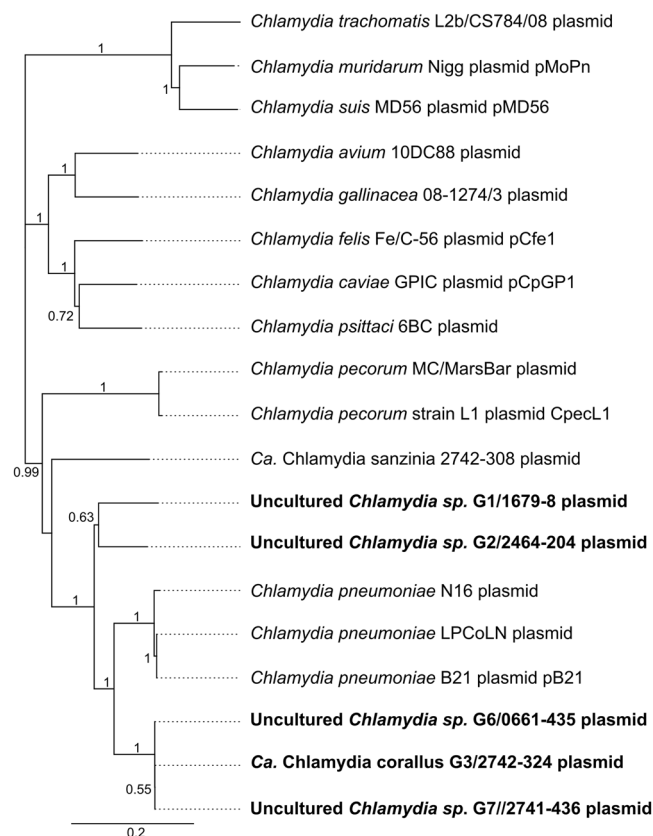 Chlamydia trachomatis L2b/CS784/08 plasmid
1
Chlamydia muridarum Nigg plasmid pMoPn
1
Chlamydia suis MD56 plasmid pMD56
Chlamydia avium 10DC88 plasmid
1
Chlamydia gallinacea 08-1274/3 plasmid
1
Chlamydia felis Fe/C-56 plasmid pCfe1
1
Chlamydia caviae GPIC plasmid pCpGP1
0.72
Chlamydia psittaci 6BC plasmid
Chlamydia pecorum MC/MarsBar plasmid
1
Chlamydia pecorum strain L1 plasmid CpecL1
Ca. Chlamydia sanzinia 2742-308 plasmid
0.99
Uncultured Chlamydia sp. G1/1679-8 plasmid
0.63
Uncultured Chlamydia sp. G2/2464-204 plasmid
Chlamydia pneumoniae N16 plasmid
1
1
Chlamydia pneumoniae LPCoLN plasmid
1
Chlamydia pneumoniae B21 plasmid pB21
1
Uncultured Chlamydia sp. G6/0661-435 plasmid
1
Ca. Chlamydia corallus G3/2742-324 plasmid
0.55
Uncultured Chlamydia sp. G7//2741-436 plasmid
0.2